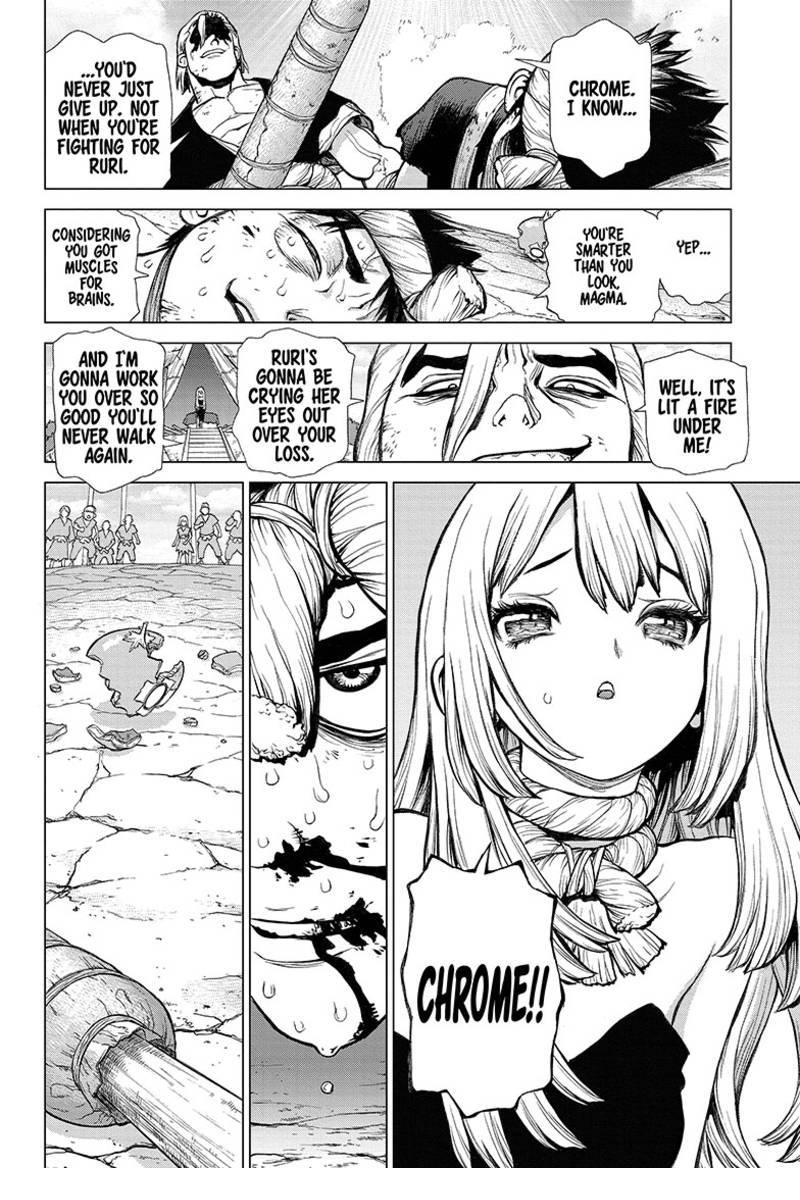 CHROME.
I KNOW...
...YOU'D
NEVER JUST
GIVE UP. NOT
WHEN YOU'RE
FIGHTING FOR
RURI.
YEP...
YOU'RE
SMARTER
THAN YOU
LOOK,
MAGMA.
CONSIDERING
YOU GOT
MUSCLES
FOR
BRAINS.
WELL, IT'S
LIT A FIRE
UNDER
ME!
RURI'S
GONNA BE
CRYING HER
EYES OUT
OVER YOUR
LOSS.
AND I'M
GONNA WORK
YOU OVER SO
GOOD YOU'LL
NEVER WALK
AGAIN.
CHROME!!